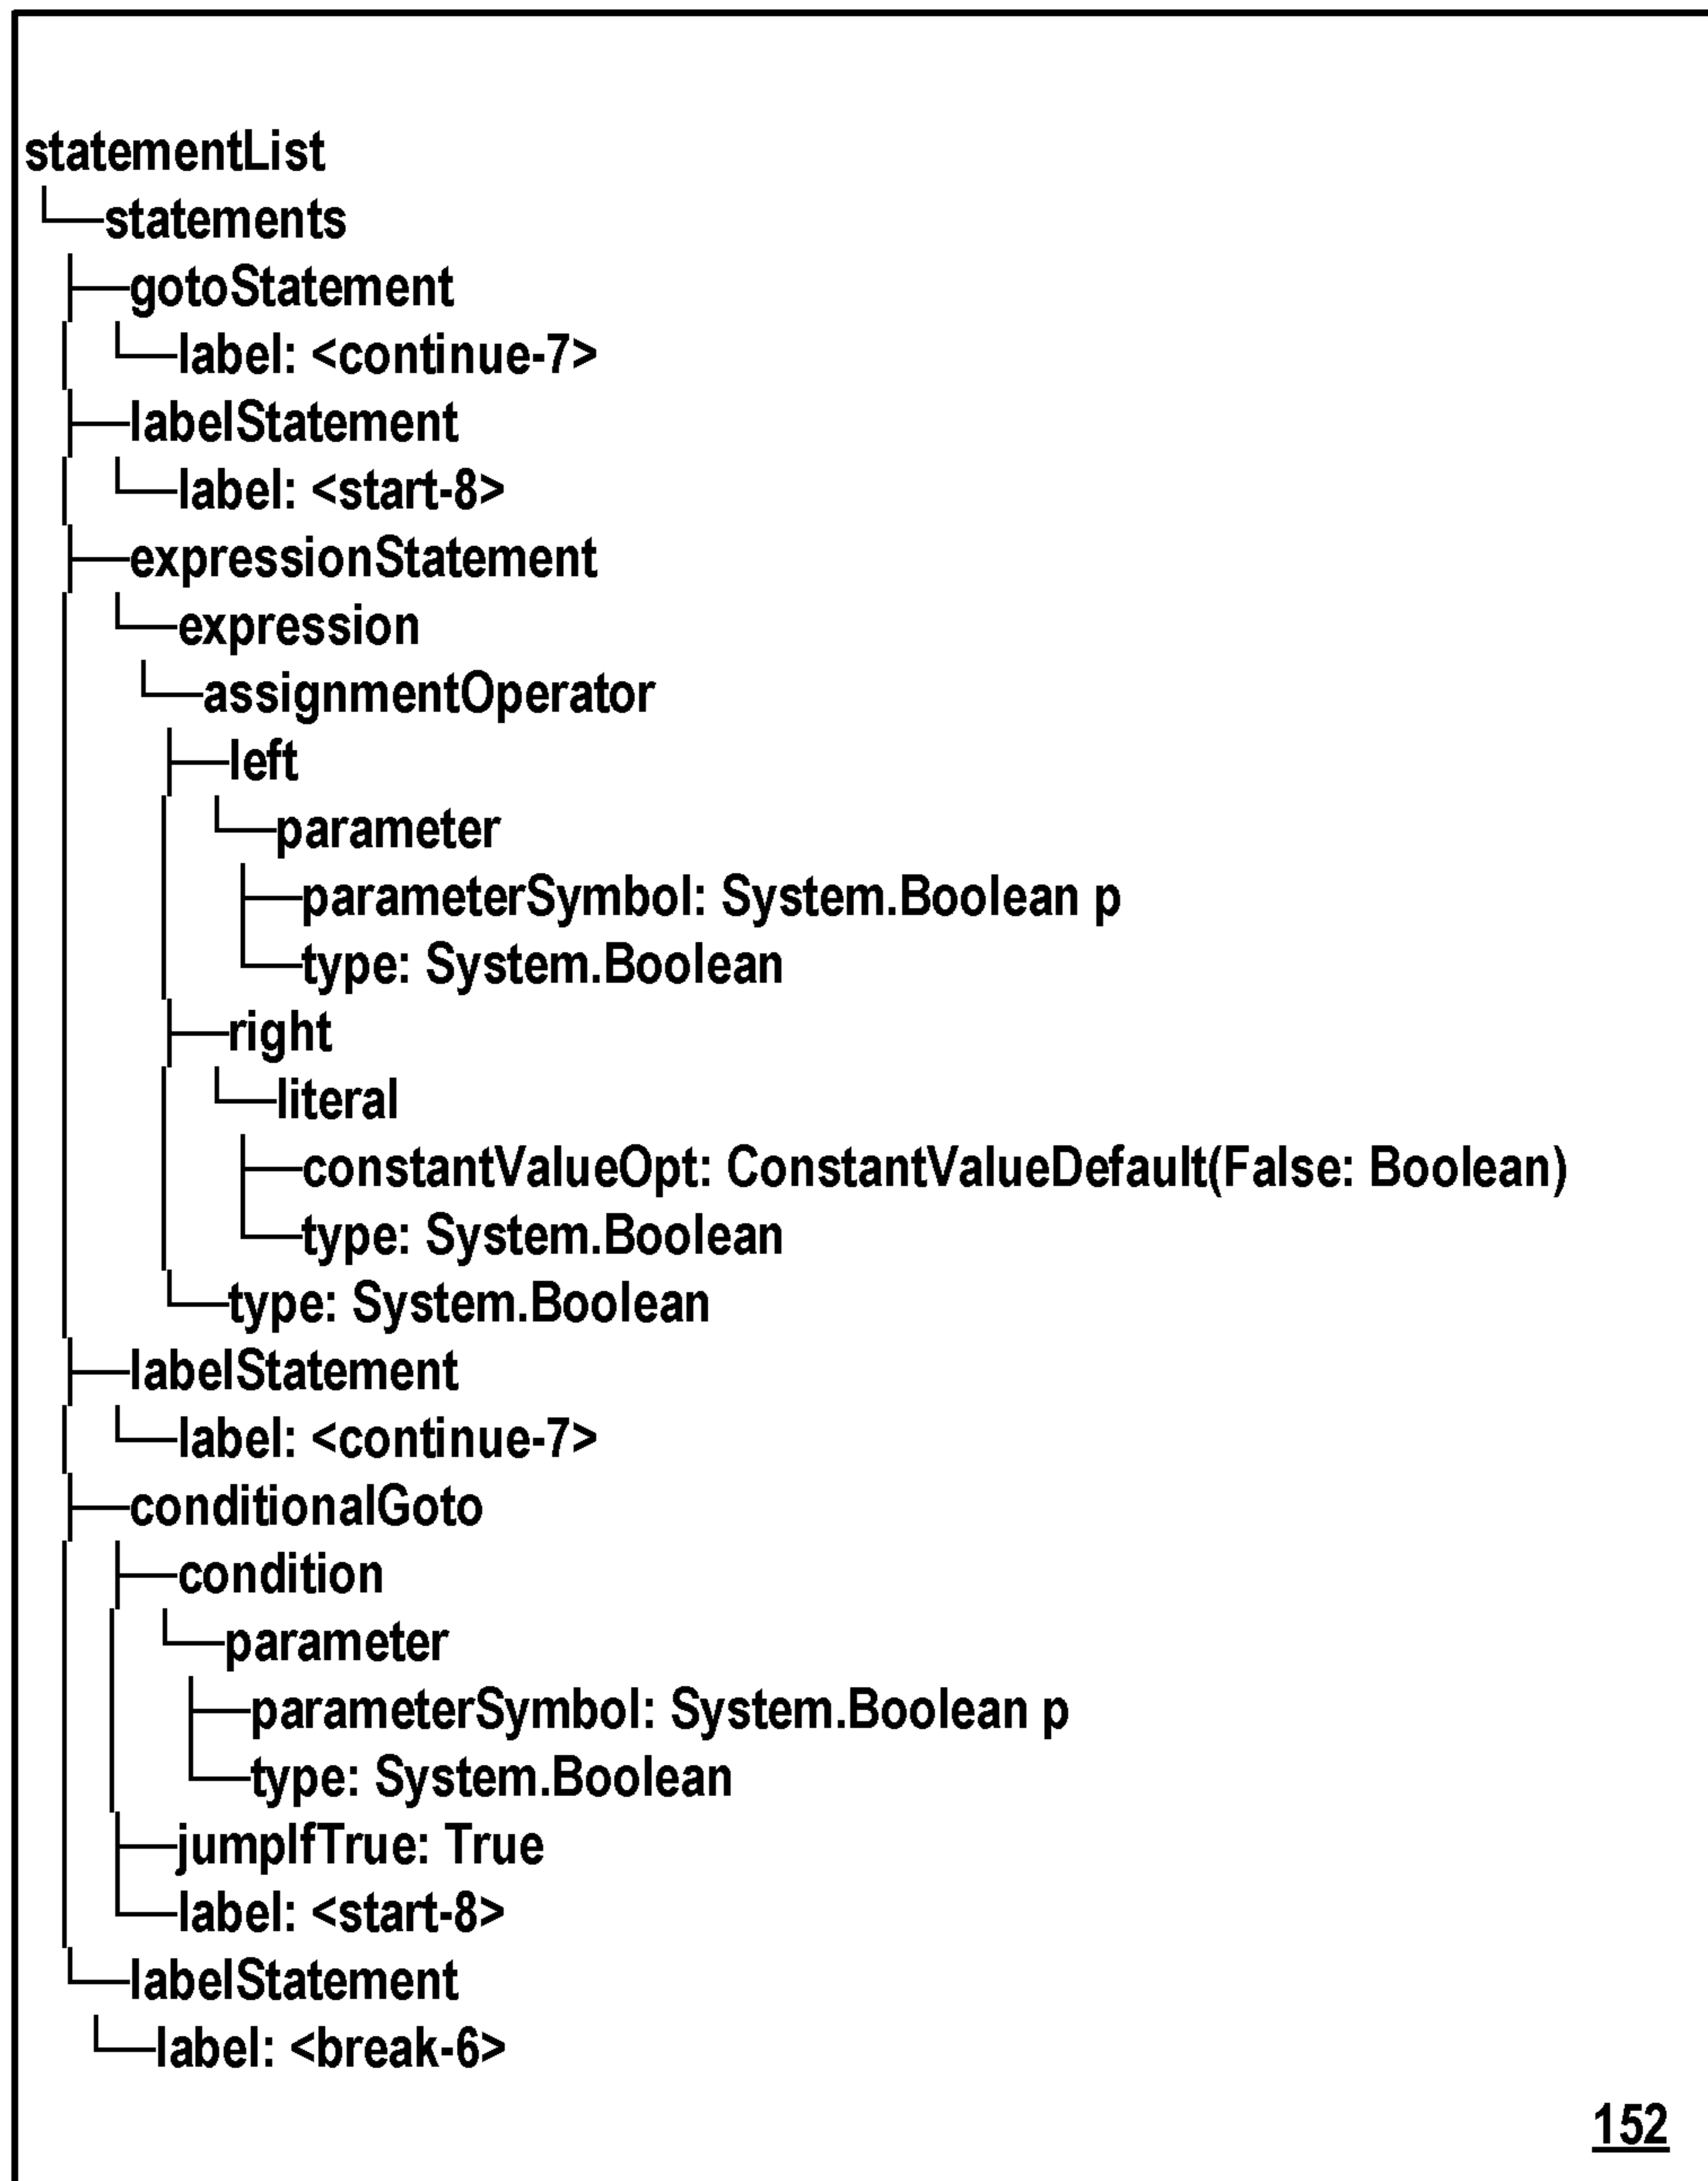 statementList
statements
gotoStatement
label: <continue-7>
labelStatement
label: <start-8>
expressionStatement
expression
assignmentOperator
left
parameter
parameterSymbol: System.Boolean p
type: System.Boolean
right
literal
constantValueOpt: ConstantValueDefault(False: Boolean)
type: System.Boolean
type: System.Boolean
labelStatement
label: <continue-7>
conditionalGoto
condition
parameter
parameterSymbol: System.Boolean p
type: System.Boolean
jumpIfTrue: True
label: <start-8>
labelStatement
label: <break-6>
152